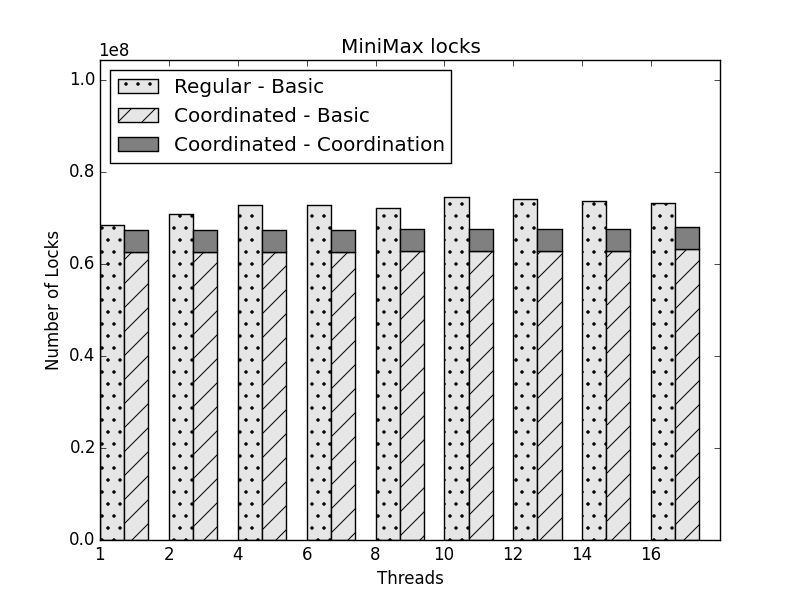 MiniMax locks
1e8
1.0
0.8
0.6
0.4
0.2
0.0
Number of Locks
Regular - Basic
Coordinated - Basic
Coordinated - Coordination
1 2 4 6 8 10 12 14 16
Threads